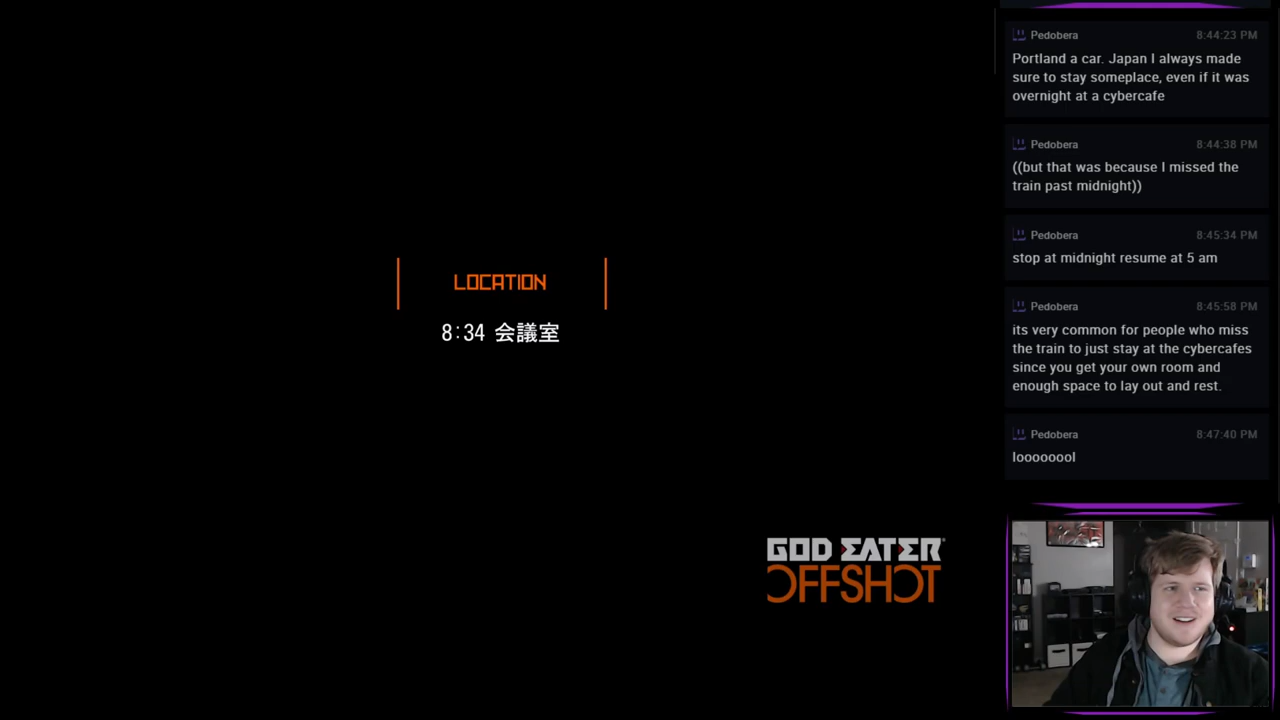 LOCATION
8:34 会議室
GOD EATER
OFFSHOT
Pedobera 8:44:23 PM
Portland a car. Japan I always made
sure to stay someplace, even if it was
overnight at a cybercafe
Pedobera 8:44:38 PM
((but that was because I missed the
train past midnight))
Pedobera 8:45:34 PM
stop at midnight resume at 5 am
Pedobera 8:45:58 PM
its very common for people who miss
the train to just stay at the cybercafes
since you get your own room and
enough space to lay out and rest.
Pedobera 8:47:40 PM
loooooool